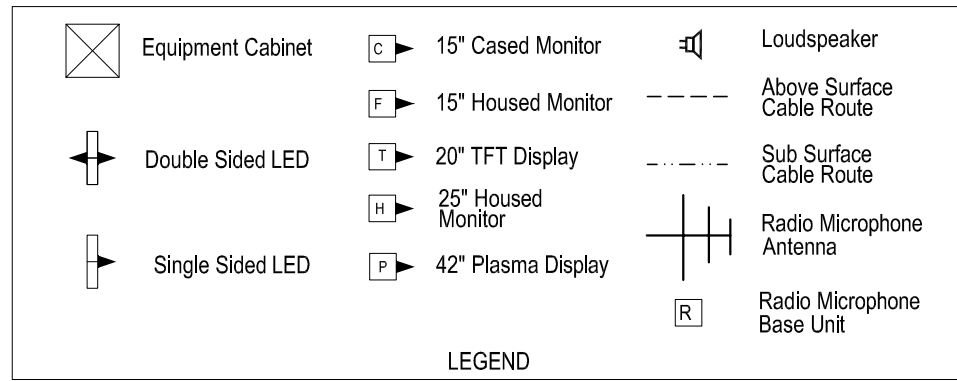 Equipment Cabinet
Double Sided LED
Single Sided LED
C
15" Cased Monitor
F
15" Housed Monitor
T
20" TFT Display
H
25" Housed
Monitor
P
42" Plasma Display
Loudspeaker
Above Surface
Cable Route
Sub Surface
Cable Route
Radio Microphone
Antenna
R
Radio Microphone
Base Unit
LEGEND